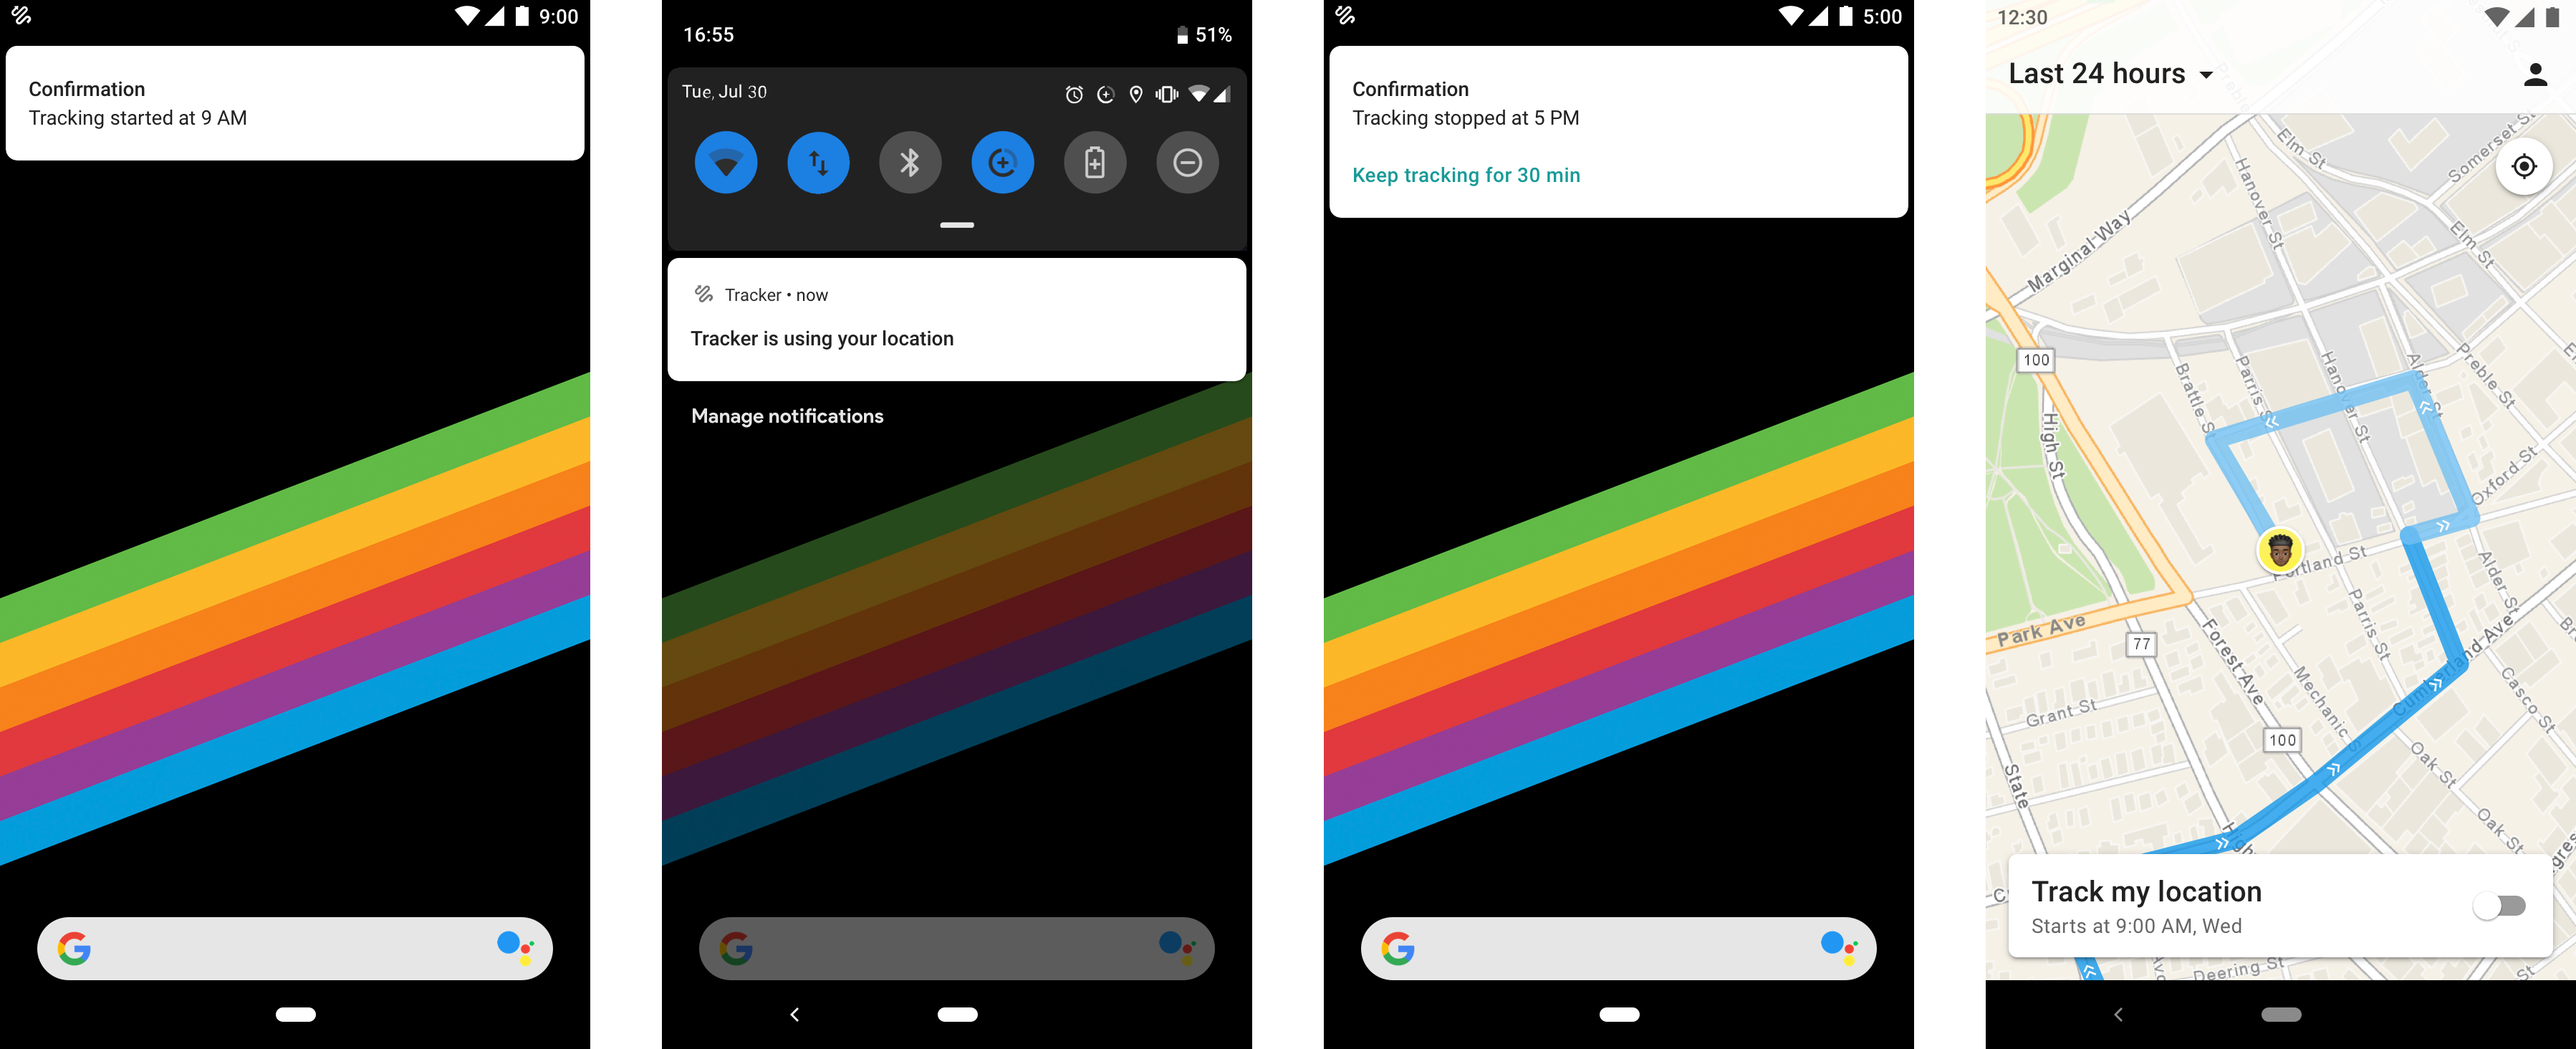 9:00
Confirmation
Tracking started at 9 AM
16:55
51%
Tue, Jul 30
Tracker • now
Tracker is using your location
Manage notifications
5:00
Confirmation
Tracking stopped at 5 PM
Keep tracking for 30 min
12:30
Last 24 hours
Elm St
Somerset St
Hanover St
Marginal Way
Elm St
100
Brattle S
Parris S
Hanover St
Alder St
Preble St
High St
Oxford St
Portland St
Alder St
Parris St
Park Ave
77
Forest Ave
Cumberland Ave
Mechanic S
Casco St
Grant St
100
Oak St
State
High
Oak St
Track my location
Starts at 9:00 AM, Wed
Deering St
St